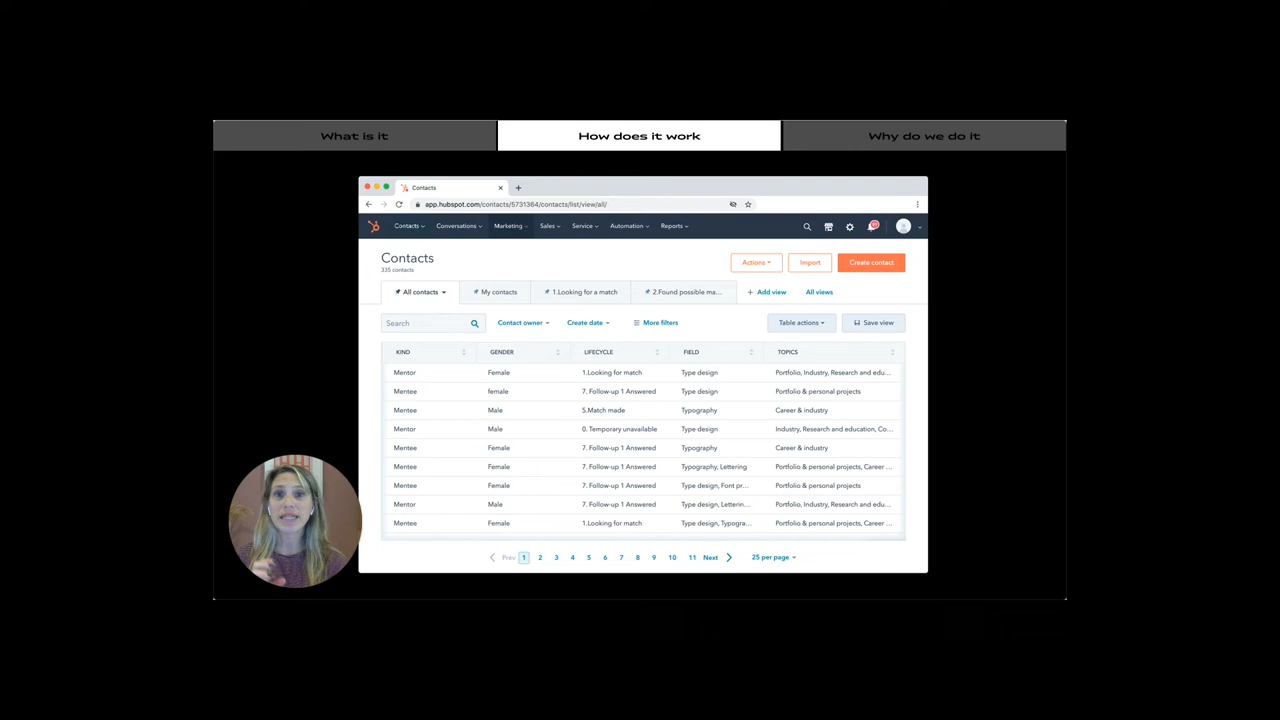 What is it How does it work Why do we do it
Contacts
app.hubspot.com/contacts/5731364/contacts/list/view/all/
Contacts Conversations Marketing Sales Service Automation Reports
Contacts
335 contacts
Actions Import Create contact
All contacts My contacts 1.Looking for a match 2.Found possible ma... + Add view All views
Search Contact owner Create date More filters Table actions Save view
KIND GENDER LIFECYCLE FIELD TOPICS
Mentor Female 1.Looking for match Type design Portfolio, Industry, Research and edu...
Mentee female 7. Follow-up 1 Answered Type design Portfolio & personal projects
Mentee Male 5.Match made Typography Career & industry
Mentor Male 0. Temporary unavailable Type design Industry, Research and education, Co...
Mentee Female 7. Follow-up 1 Answered Typography Career & industry
Mentee Female 7. Follow-up 1 Answered Typography, Lettering Portfolio & personal projects, Career ...
Mentee Female 7. Follow-up 1 Answered Type design, Font pr... Portfolio & personal projects
Mentor Male 7. Follow-up 1 Answered Type design, Letterin... Portfolio, Industry, Research and edu...
Mentee Female 1.Looking for match Type design, Typogra... Portfolio & personal projects, Career ...
Prev 1 2 3 4 5 6 7 8 9 10 11 Next 25 per page